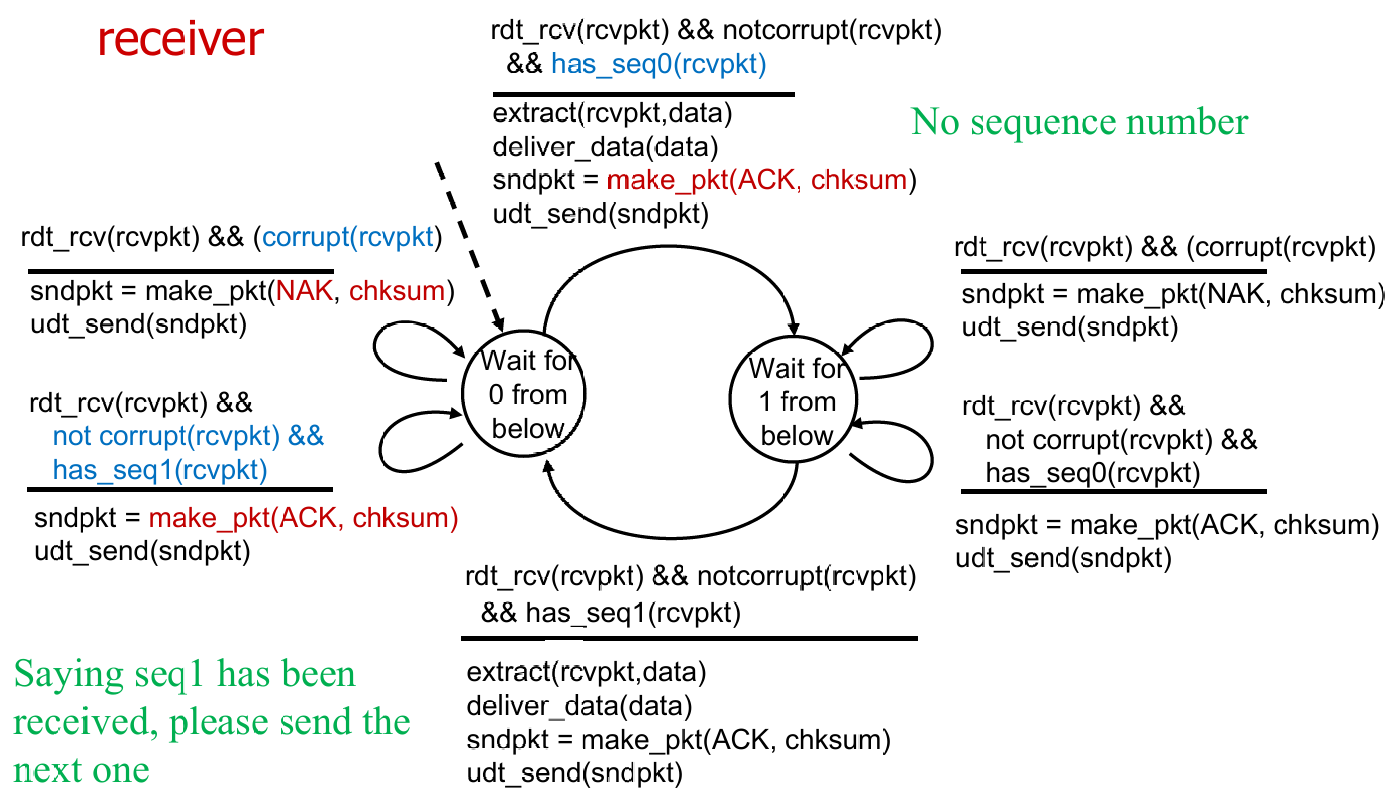 receiver
rdt_rcv(rcvpkt) && notcorrupt(rcvpkt)
&& has_seq0(rcvpkt)
extract(rcvpkt,data)
deliver_data(data)
sndpkt = make_pkt(ACK, chksum)
udt_send(sndpkt)
No sequence number
rdt_rcv(rcvpkt) && (corrupt(rcvpkt)
sndpkt = make_pkt(NAK, chksum)
udt_send(sndpkt)
rdt_rcv(rcvpkt) &&
not corrupt(rcvpkt) &&
has_seq1(rcvpkt)
sndpkt = make_pkt(ACK, chksum)
udt_send(sndpkt)
Wait for
0 from
below
Wait for
1 from
below
rdt_rcv(rcvpkt) && (corrupt(rcvpkt)
sndpkt = make_pkt(NAK, chksum)
udt_send(sndpkt)
rdt_rcv(rcvpkt) &&
not corrupt(rcvpkt) &&
has_seq0(rcvpkt)
sndpkt = make_pkt(ACK, chksum)
udt_send(sndpkt)
rdt_rcv(rcvpkt) && notcorrupt(rcvpkt)
&& has_seq1(rcvpkt)
extract(rcvpkt,data)
deliver_data(data)
sndpkt = make_pkt(ACK, chksum)
udt_send(sndpkt)
Saying seq1 has been
received, please send the
next one